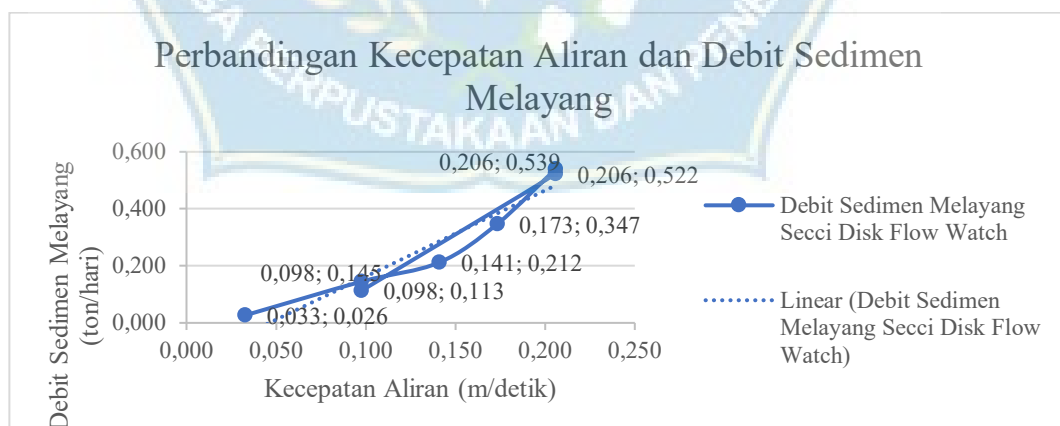 GA PERPUSTAKAAN DAN PENE
Perbandingan Kecepatan Aliran dan Debit Sedimen
Melayang
Debit Sedimen Melayang
(ton/hari)
0,600
0,400
0,200
0,000
0,206; 0,539
0,206; 0,522
0,173; 0,347
0,098; 0,145
0,141; 0,212
0,098; 0,113
0,033; 0,026
0,000
0,050
0,100
0,150
0,200
0,250
Kecepatan Aliran (m/detik)
Debit Sedimen Melayang
Secci Disk Flow Watch
Linear (Debit Sedimen
Melayang Secci Disk Flow
Watch)